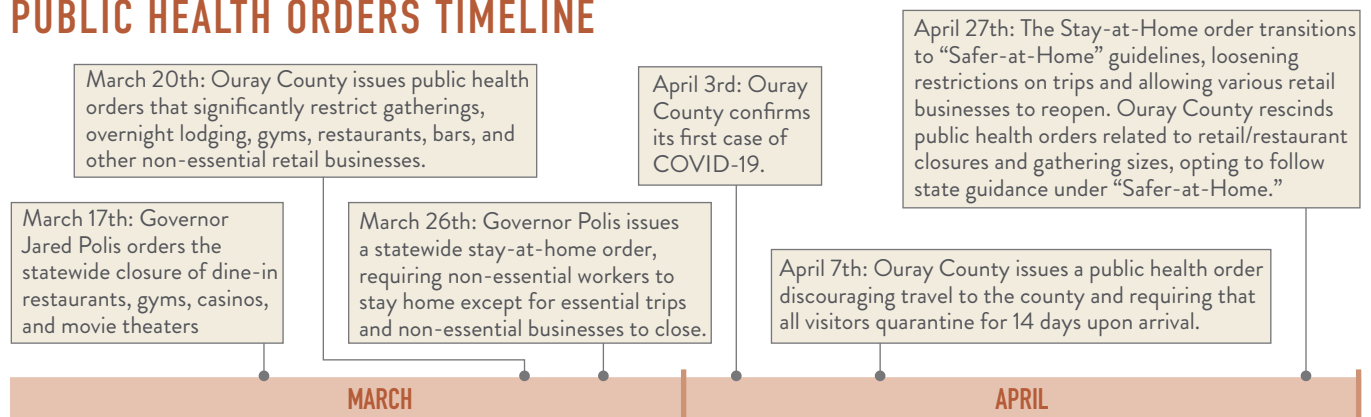 PUBLIC HEALTH ORDERS TIMELINE
March 17th: Governor
Jared Polis orders the
statewide closure of dine-in
restaurants, gyms, casinos,
and movie theaters
March 20th: Ouray County issues public health
orders that significantly restrict gatherings,
overnight lodging, gyms, restaurants, bars, and
other non-essential retail businesses.
March 26th: Governor Polis issues
a statewide stay-at-home order,
requiring non-essential workers to
stay home except for essential trips
and non-essential businesses to close.
April 3rd: Ouray
County confirms
its first case of
COVID-19.
April 7th: Ouray County issues a public health order
discouraging travel to the county and requiring that
all visitors quarantine for 14 days upon arrival.
April 27th: The Stay-at-Home order transitions
to “Safer-at-Home” guidelines, loosening
restrictions on trips and allowing various retail
businesses to reopen. Ouray County rescinds
public health orders related to retail/restaurant
closures and gathering sizes, opting to follow
state guidance under “Safer-at-Home.”
MARCH
APRIL